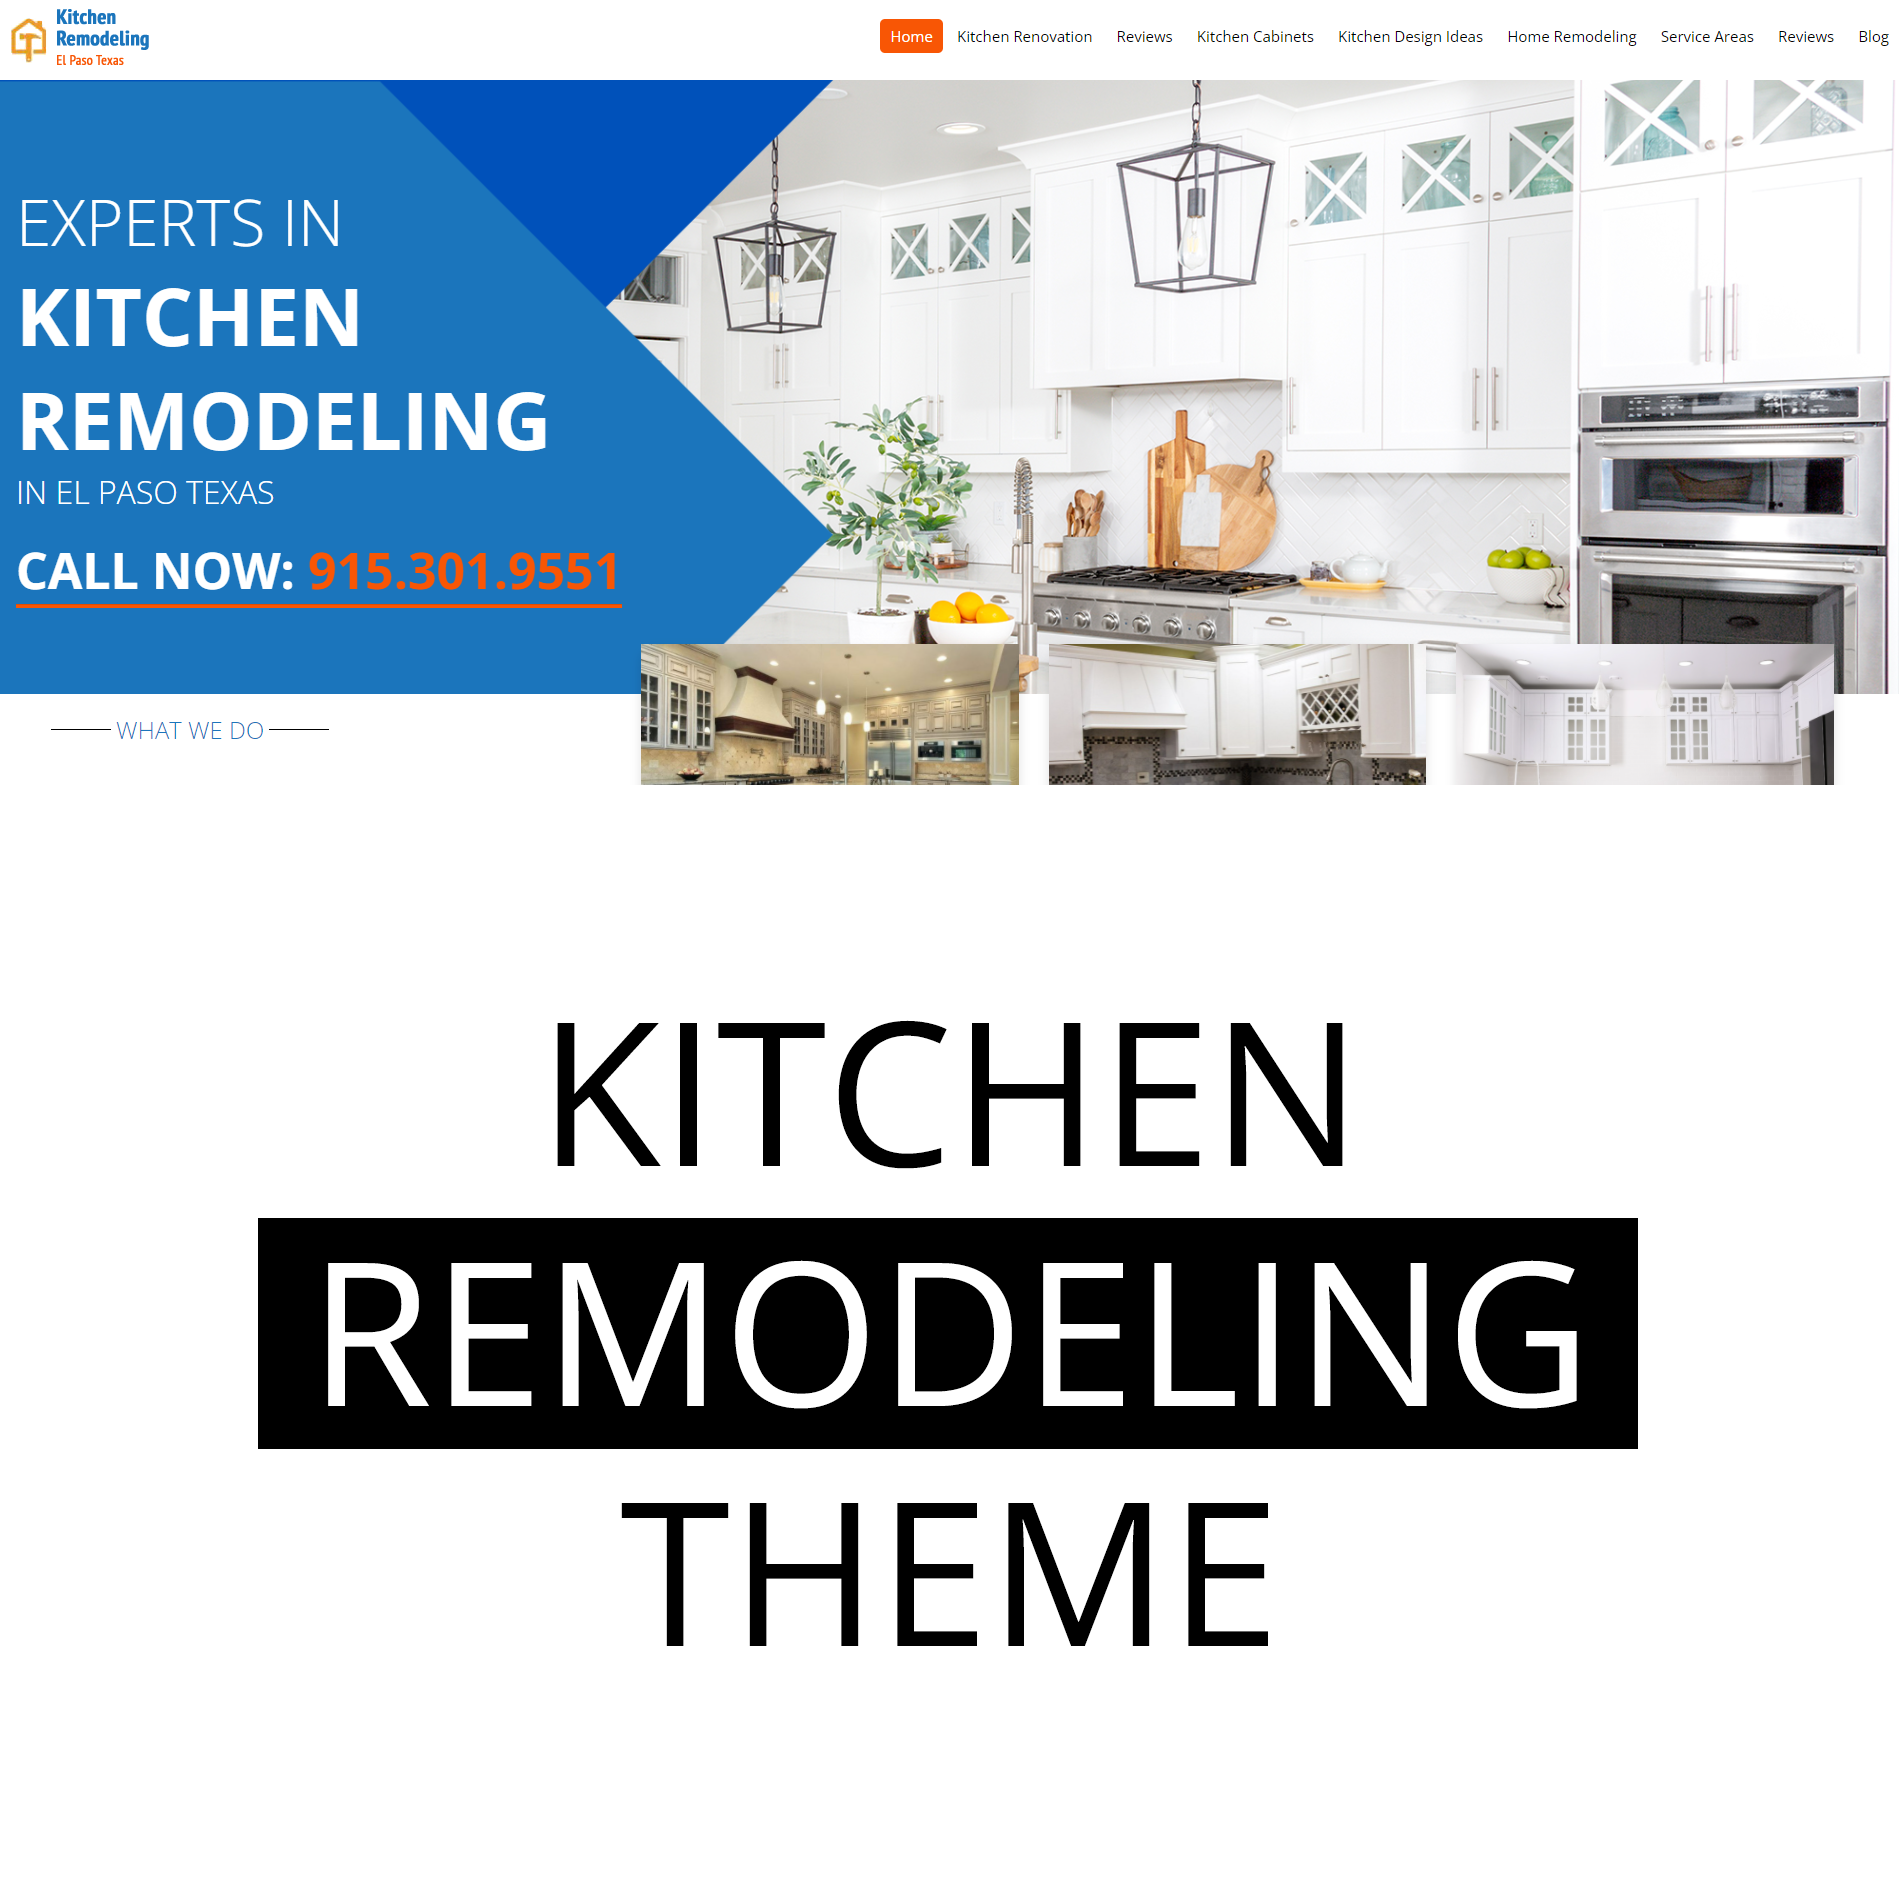 Kitchen
Remodeling
El Paso Texas
Home Kitchen Renovation Reviews Kitchen Cabinets Kitchen Design Ideas Home Remodeling Service Areas Reviews Blog
EXPERTS IN
KITCHEN
REMODELING
IN EL PASO TEXAS
CALL NOW: 915.301.9551
WHAT WE DO
KITCHEN
REMODELING
THEME